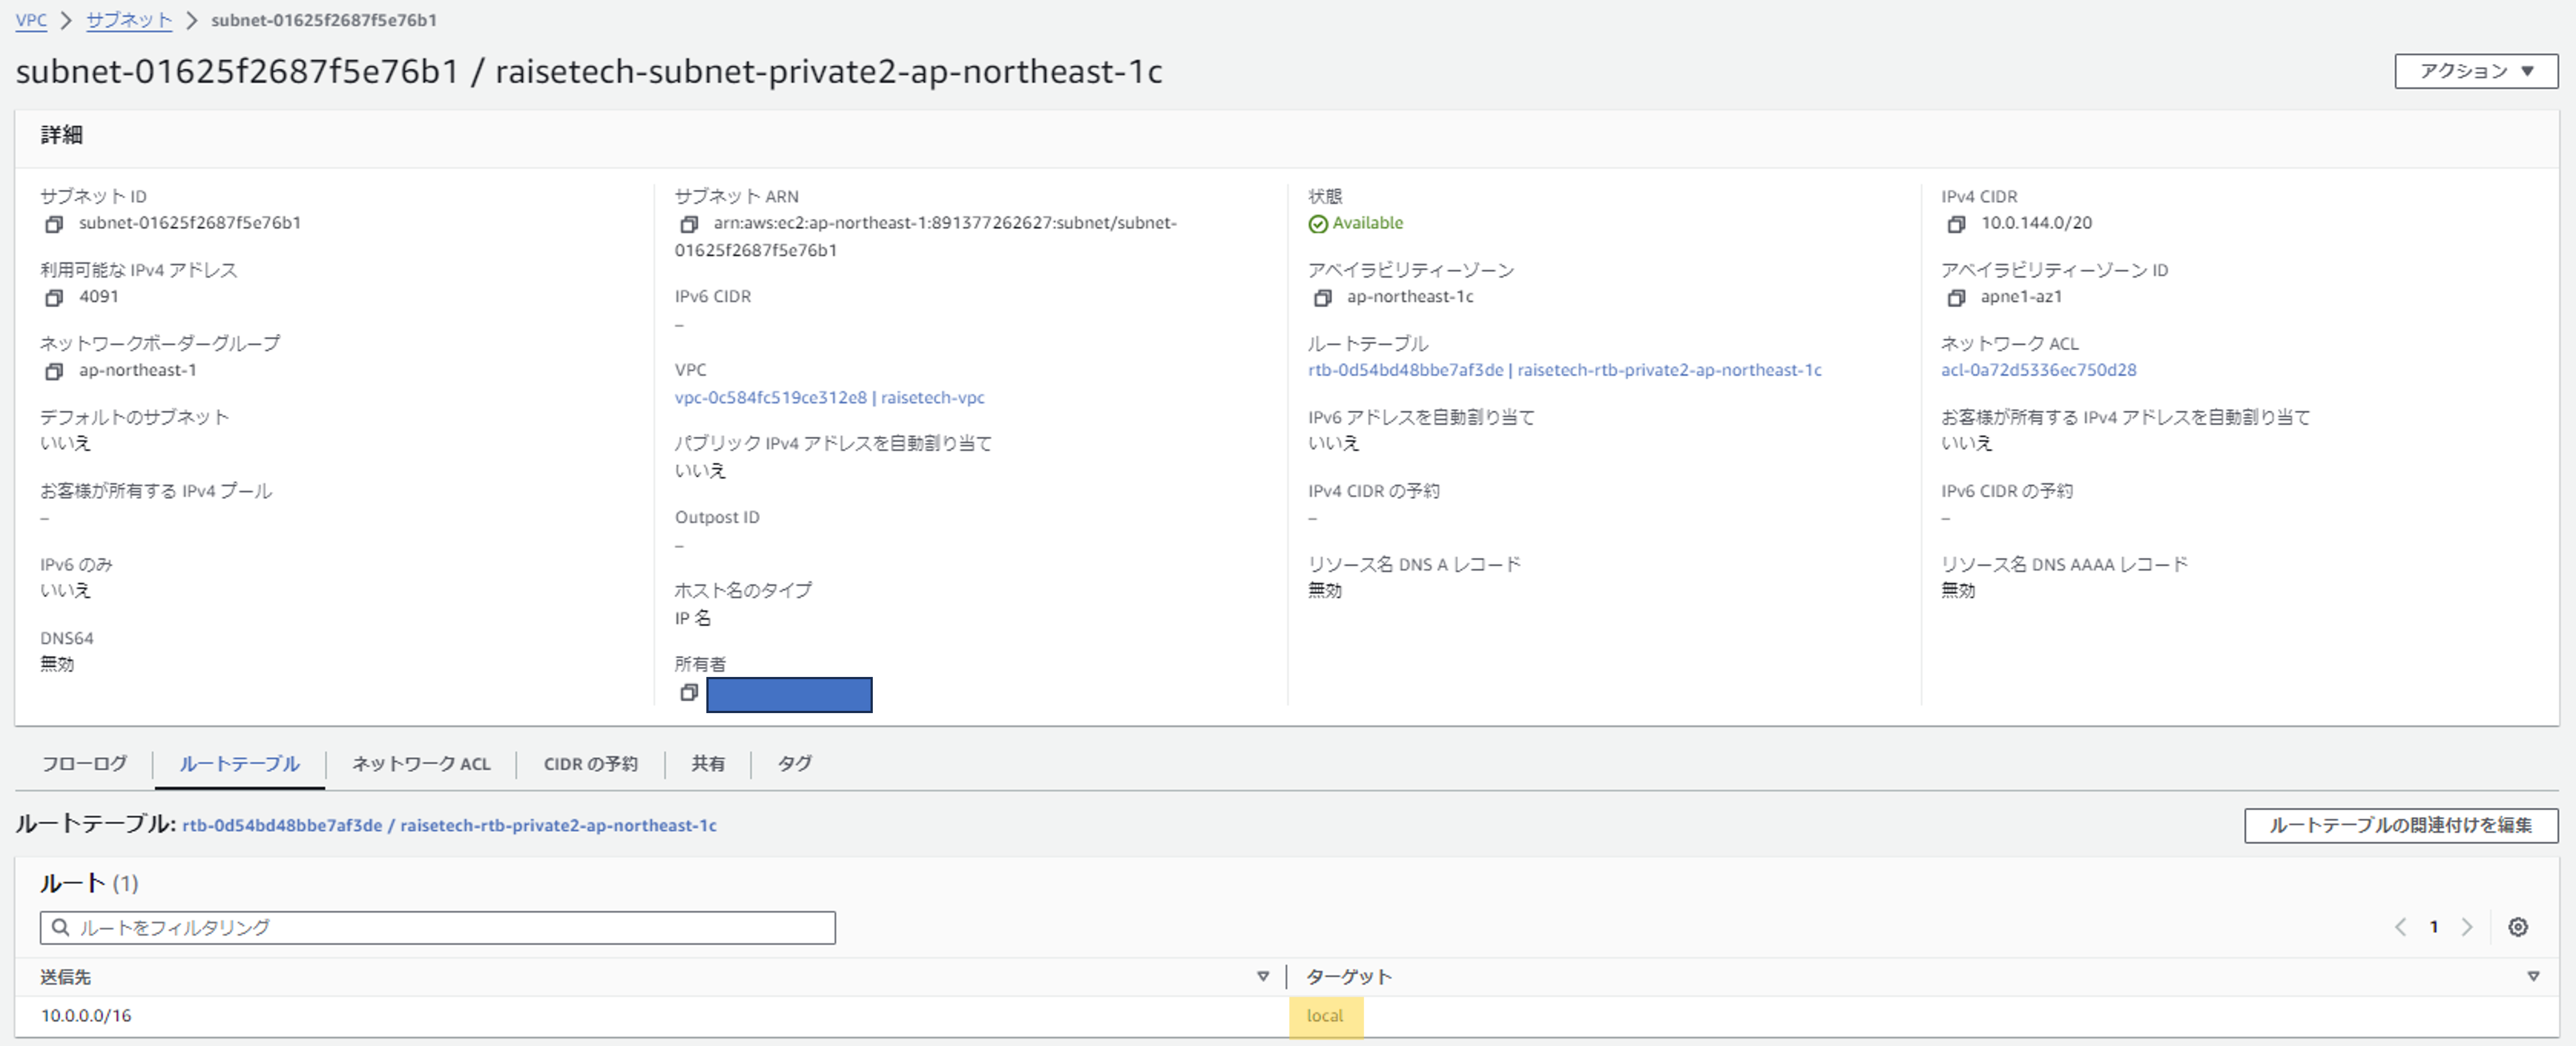 VPC > サブネット > subnet-01625f2687f5e76b1
subnet-01625f2687f5e76b1 / raisetech-subnet-private2-ap-northeast-1c
アクション ▼
詳細
サブネット ID
subnet-01625f2687f5e76b1
利用可能な IPv4 アドレス
4091
ネットワークボーダーグループ
ap-northeast-1
デフォルトのサブネット
いいえ
お客様が所有する IPv4 プール
–
IPv6 のみ
いいえ
DNS64
無効
サブネット ARN
arn:aws:ec2:ap-northeast-1:891377262627:subnet/subnet-
01625f2687f5e76b1
IPv6 CIDR
–
VPC
vpc-0c584fc519ce312e8 | raisetech-vpc
パブリック IPv4 アドレスを自動割り当て
いいえ
Outpost ID
–
ホスト名のタイプ
IP 名
所有者
状態
Available
アベイラビリティーゾーン
ap-northeast-1c
ルートテーブル
rtb-0d54bd48bbe7af3de | raisetech-rtb-private2-ap-northeast-1c
IPv6 アドレスを自動割り当て
いいえ
IPv4 CIDR の予約
–
リソース名 DNS A レコード
無効
IPv4 CIDR
10.0.144.0/20
アベイラビリティーゾーン ID
apne1-az1
ネットワーク ACL
acl-0a72d5336ec750d28
お客様が所有する IPv4 アドレスを自動割り当て
いいえ
IPv6 CIDR の予約
–
リソース名 DNS AAAA レコード
無効
フローログ | ルートテーブル | ネットワーク ACL | CIDR の予約 | 共有 | タグ
ルートテーブル: rtb-0d54bd48bbe7af3de / raisetech-rtb-private2-ap-northeast-1c
ルートテーブルの関連付けを編集
ルート (1)
ルートをフィルタリング
1
送信先 ターゲット
10.0.0.0/16 local